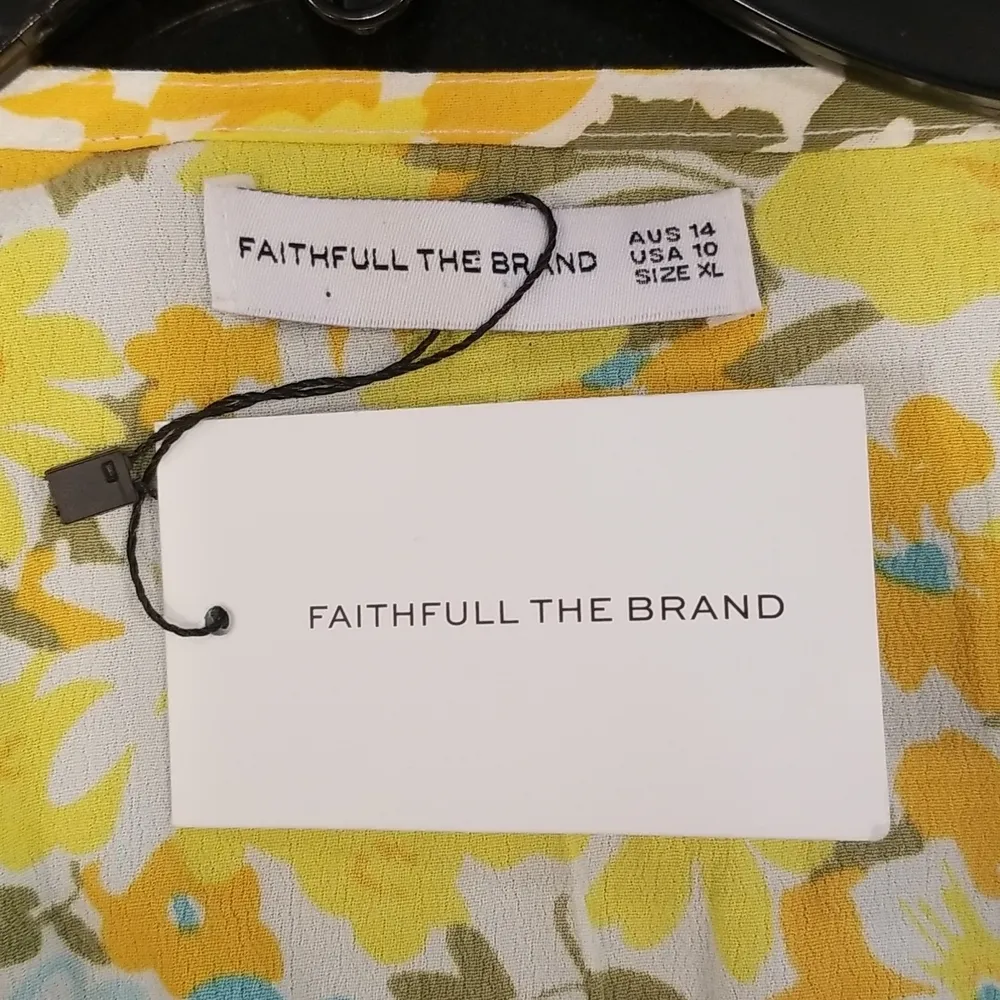 FAITHFULL THE BRAND
AUS 14
USA 10
SIZE XL
FAITHFULL THE BRAND